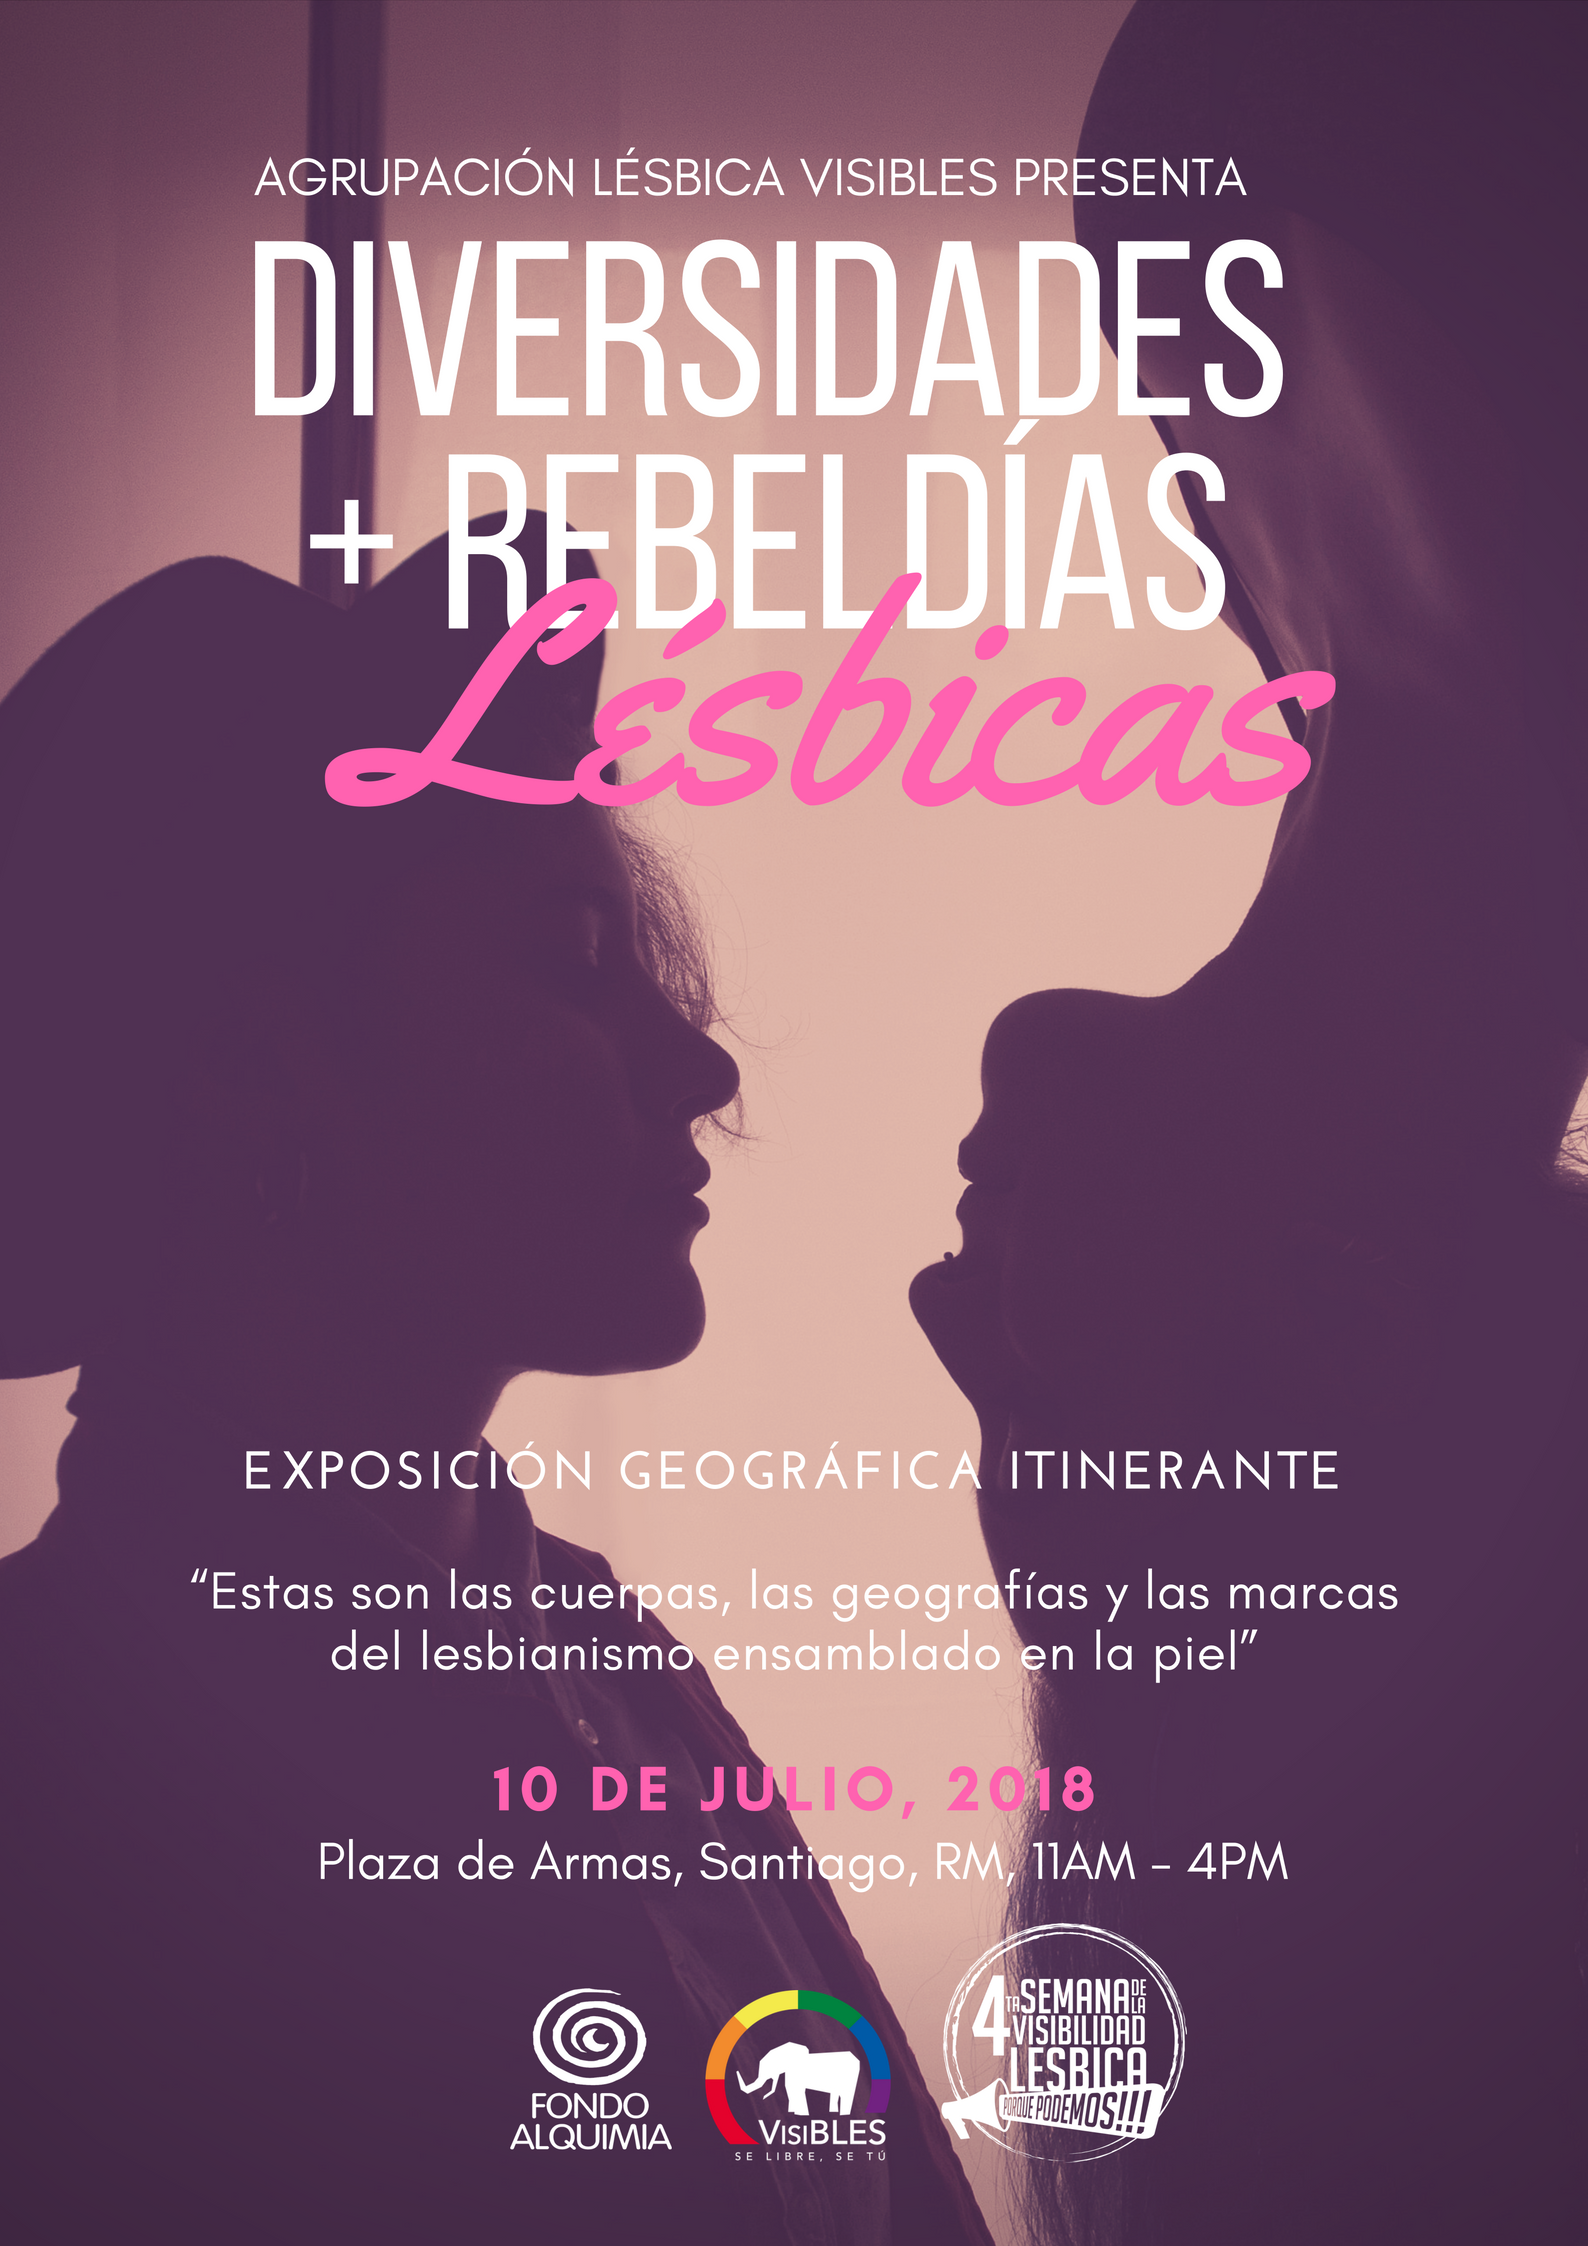 AGRUPACIÓN LÉSBICA VISIBLES PRESENTA
DIVERSIDADES
+ REBELDÍAS
Lésbicas
EXPOSICIÓN GEOGRÁFICA ITINERANTE
“Estas son las cuerpas, las geografías y las marcas
del lesbianismo ensamblado en la piel”
10 DE JULIO, 2018
Plaza de Armas, Santiago, RM, 11AM - 4PM
FONDO
ALQUIMIA
VISIBLES
SE LIBRE, SE TÚ
4TA SEMANA DE LA
VISIBILIDAD
LESBICA
PORQUE PODEMOS!!!